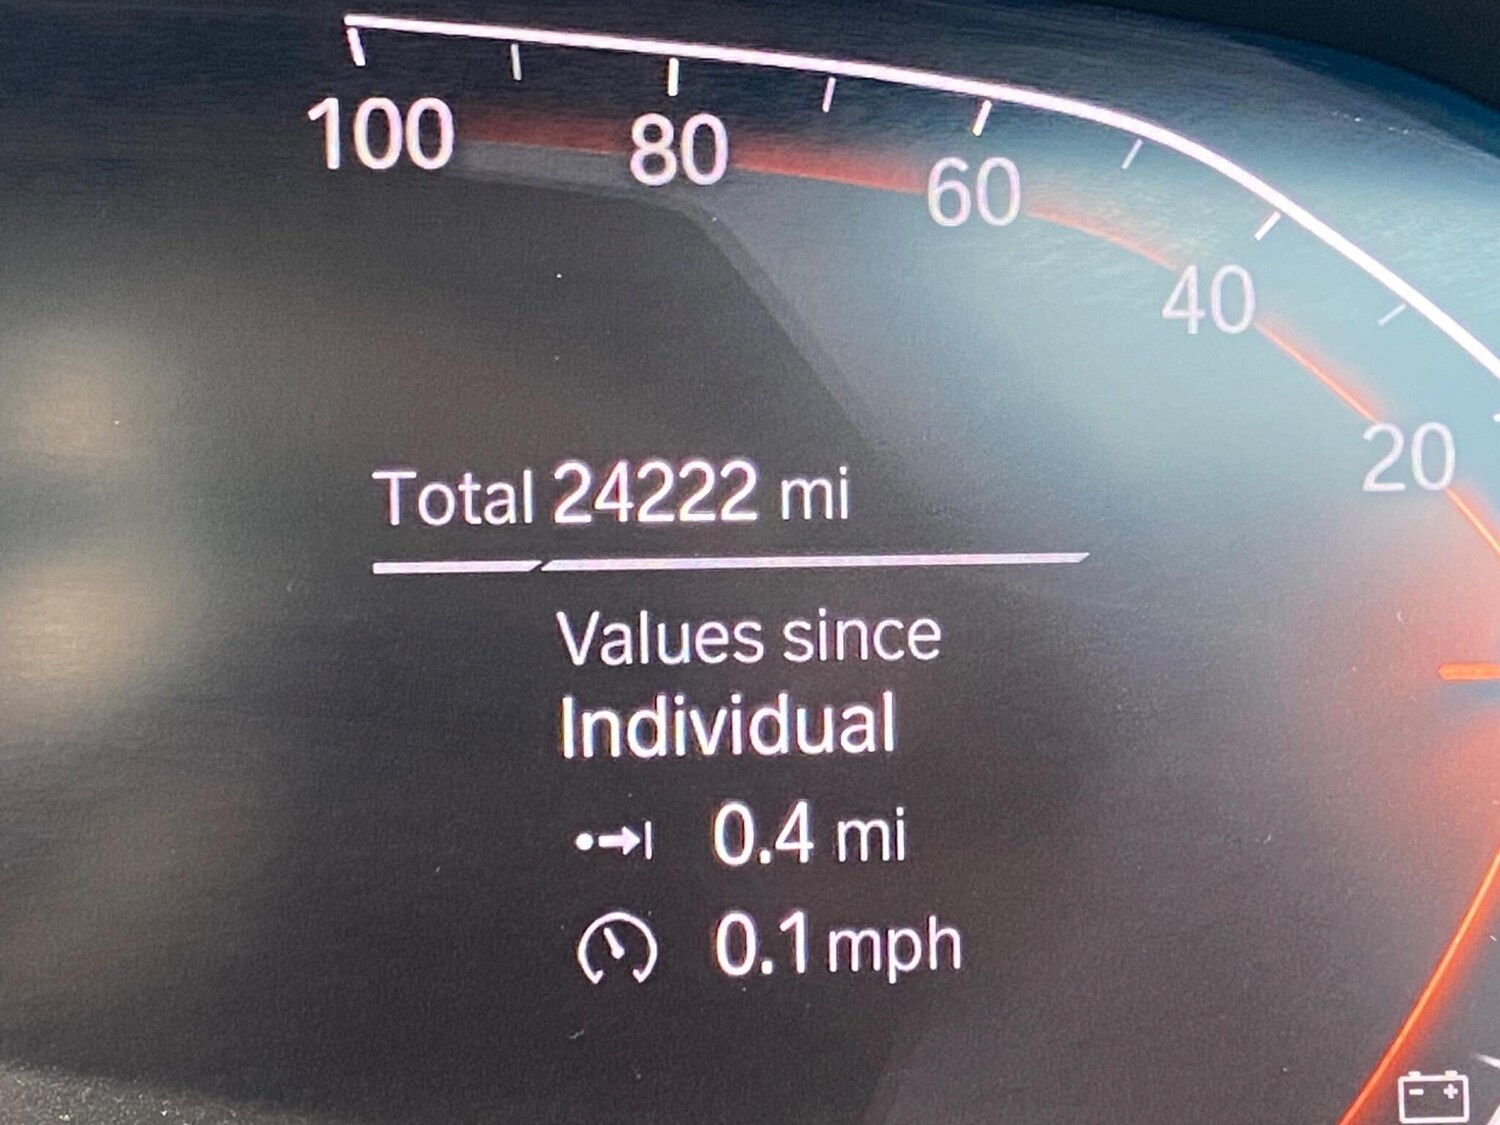 100
80
60
40
20
Total 24222 mi
Values since
Individual
0.4 mi
0.1 mph